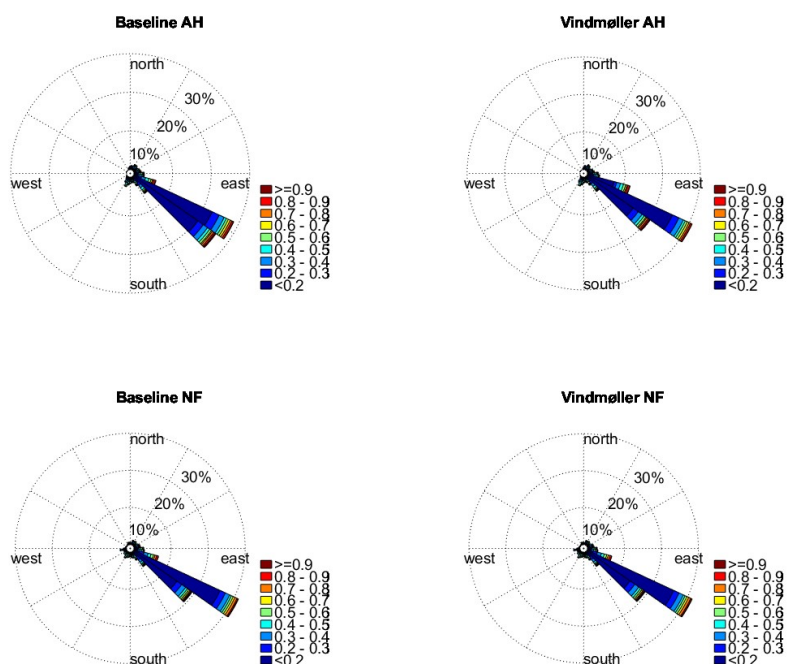 Baseline AH
north
30%
20%
10%
west
east
south
>=0.9
0.8 - 0.9
0.7 - 0.8
0.6 - 0.7
0.5 - 0.6
0.4 - 0.5
0.3 - 0.4
0.2 - 0.3
<0.2
Vindmøller AH
north
30%
20%
10%
west
east
south
>=0.9
0.8 - 0.9
0.7 - 0.8
0.6 - 0.7
0.5 - 0.6
0.4 - 0.5
0.3 - 0.4
0.2 - 0.3
<0.2
Baseline NF
north
30%
20%
10%
west
east
south
>=0.9
0.8 - 0.9
0.7 - 0.8
0.6 - 0.7
0.5 - 0.6
0.4 - 0.5
0.3 - 0.4
0.2 - 0.3
<0.2
Vindmøller NF
north
30%
20%
10%
west
east
south
>=0.9
0.8 - 0.9
0.7 - 0.8
0.6 - 0.7
0.5 - 0.6
0.4 - 0.5
0.3 - 0.4
0.2 - 0.3
<0.2